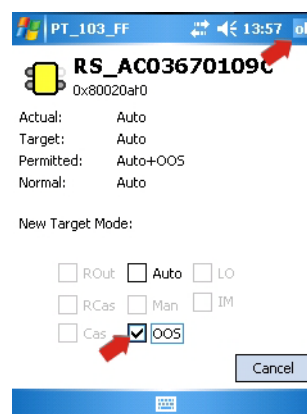 PT_103_FF 13:57 ok
RS_AC03670109C
0x80020af0
Actual: Auto
Target: Auto
Permitted: Auto+OOS
Normal: Auto
New Target Mode:
ROut Auto LO
RCas Man IM
Cas OOS
Cancel